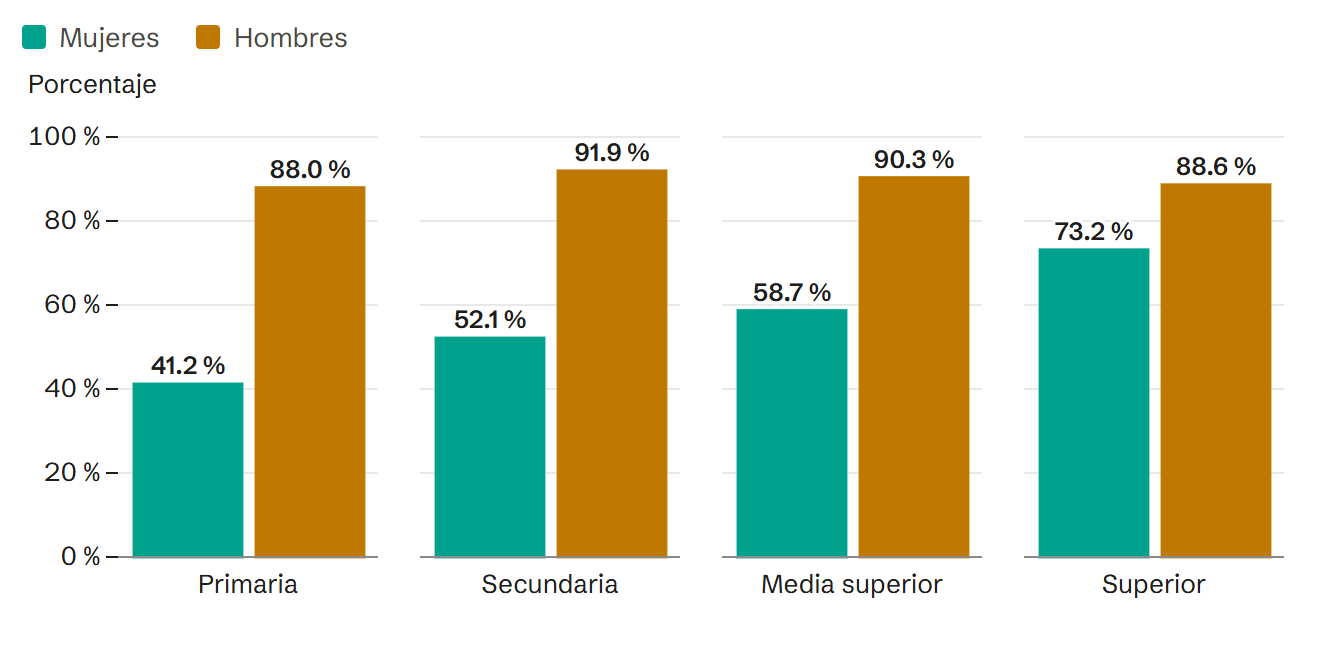 Mujeres Hombres
Porcentaje
100 %
80 %
60 %
40 %
20 %
0 %
41.2 % 88.0 %
52.1 % 91.9 %
58.7 % 90.3 %
73.2 % 88.6 %
Primaria Secundaria Media superior Superior